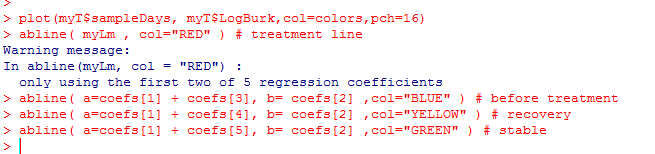 >
> plot(myT$sampleDays, myT$LogBurk,col=colors,pch=16)
> abline( myLm , col="RED" ) # treatment line
Warning message:
In abline(myLm, col = "RED") :
  only using the first two of 5 regression coefficients
> abline( a=coefs[1] + coefs[3], b= coefs[2] ,col="BLUE" ) # before treatment
> abline( a=coefs[1] + coefs[4], b= coefs[2] ,col="YELLOW" ) # recovery
> abline( a=coefs[1] + coefs[5], b= coefs[2] ,col="GREEN" ) # stable
>